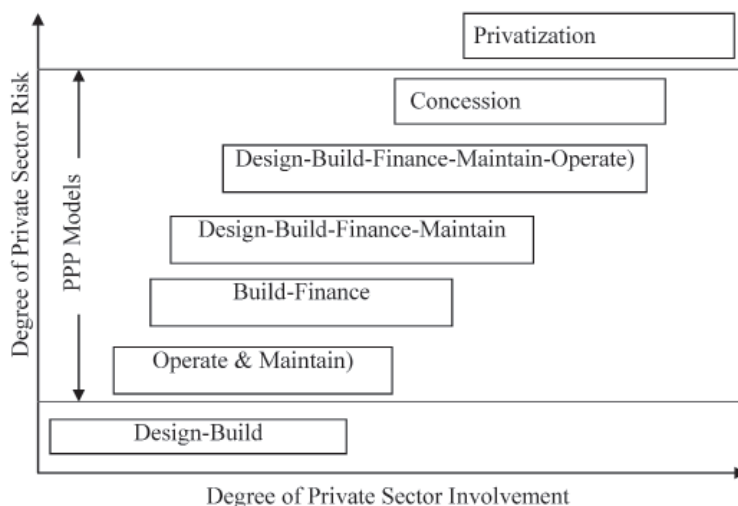 Privatization
Concession
Design-Build-Finance-Maintain-Operate)
Design-Build-Finance-Maintain
Build-Finance
Operate & Maintain)
Design-Build
Degree of Private Sector Risk
PPP Models
Degree of Private Sector Involvement